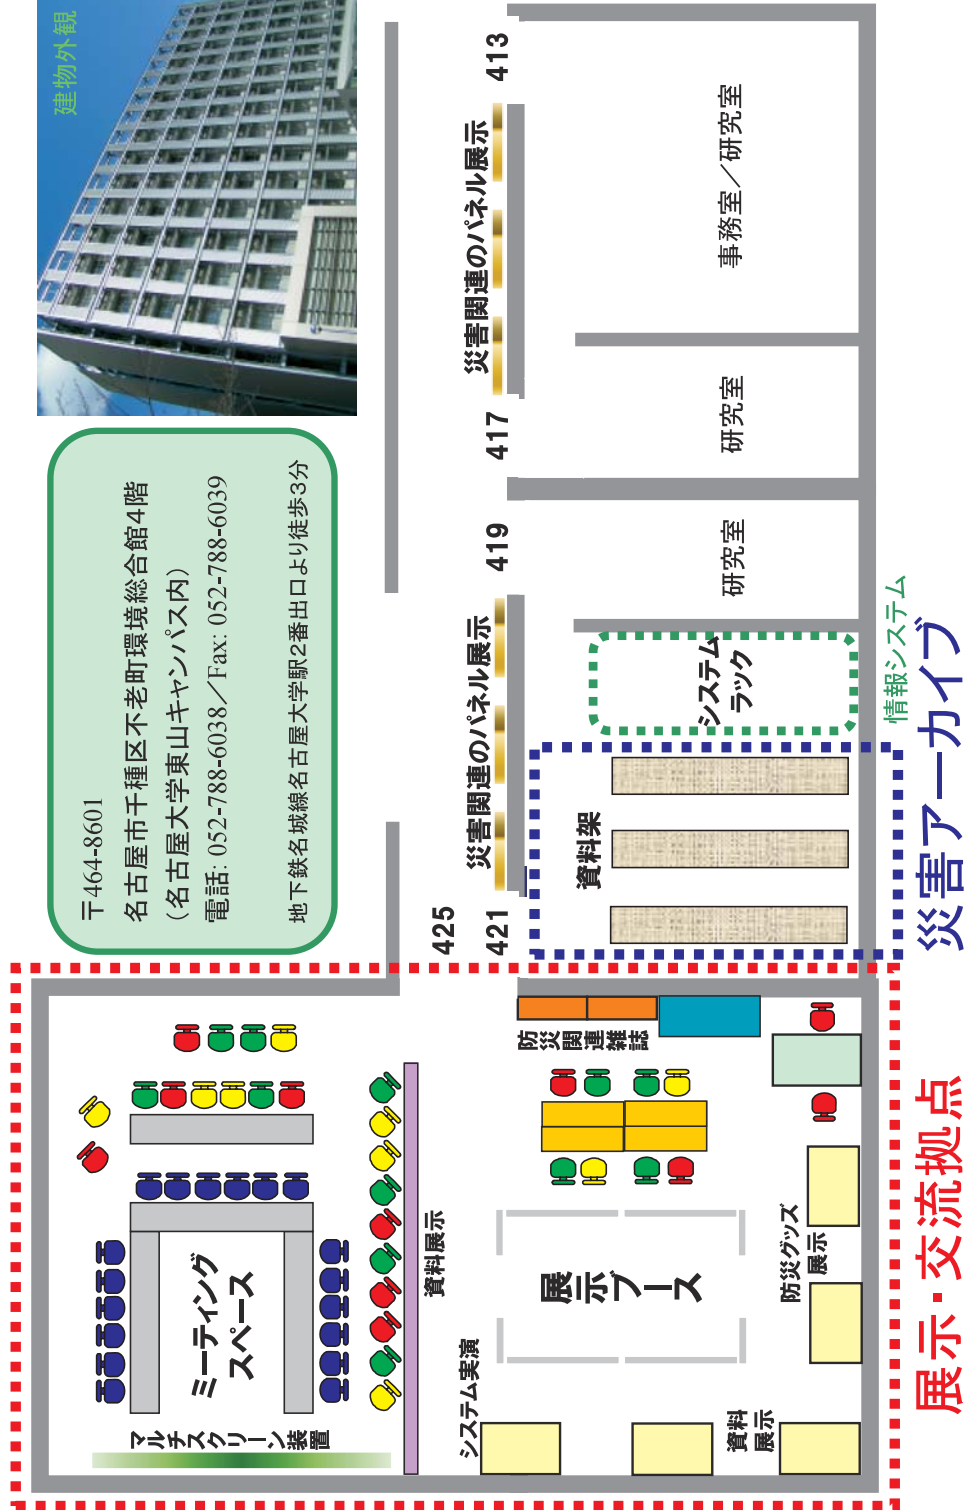 建物外観
〒464-8601
名古屋市千種区不老町環境総合館4階
(名古屋大学東山キャンパス内)
電話: 052-788-6038／Fax: 052-788-6039
地下鉄名城線名古屋大学駅2番出口より徒歩3分
マルチスクリーン装置
ミーティング
スペース
資料展示
425
421
419
417
413
災害関連のパネル展示
災害関連のパネル展示
システム実演
展示ブース
防災関連雑誌
資料
展示
防災グッズ
展示
資料架
システム
ラック
研究室
研究室
事務室／研究室
情報システム
展示・交流拠点
災害アーカイブ